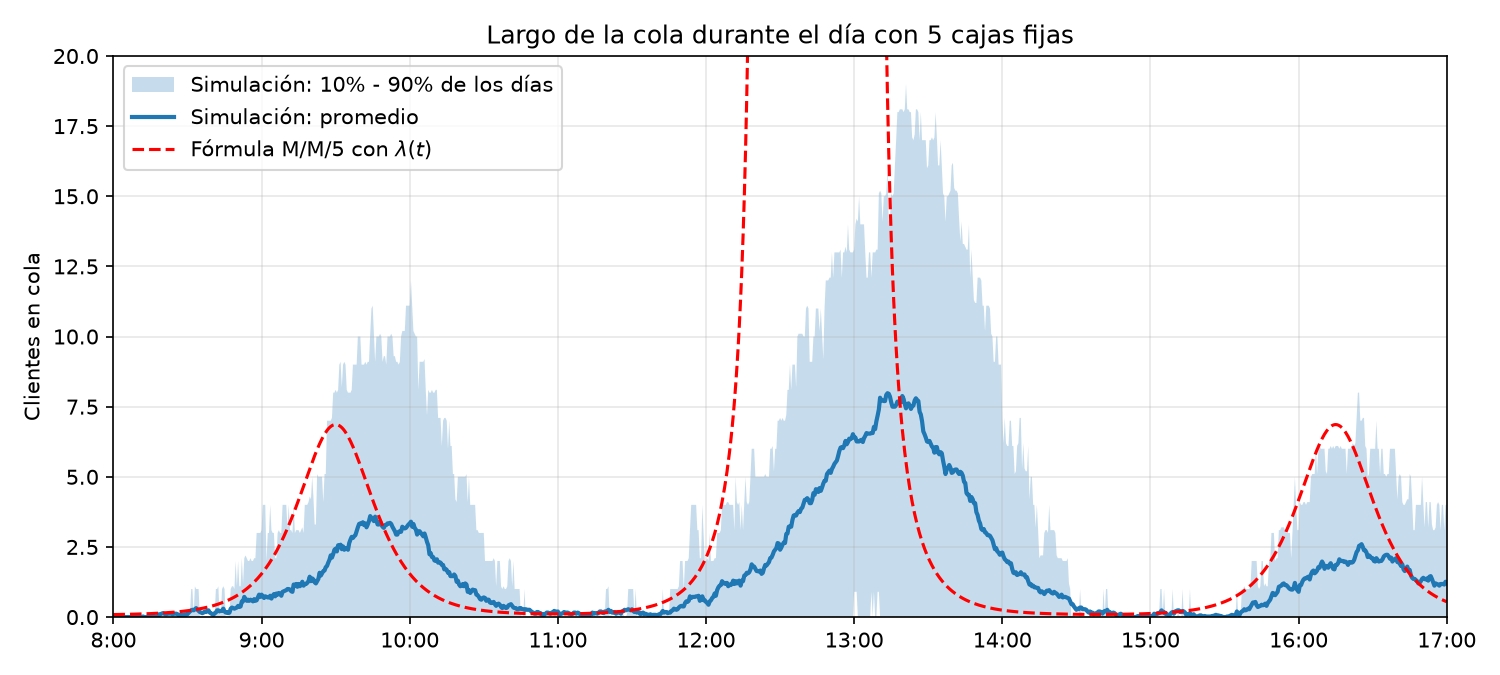 Largo de la cola durante el día con 5 cajas fijas
Clientes en cola
20.0
17.5
15.0
12.5
10.0
7.5
5.0
2.5
0.0
Simulación: 10% - 90% de los días
Simulación: promedio
Fórmula M/M/5 con λ(t)
8:00 9:00 10:00 11:00 12:00 13:00 14:00 15:00 16:00 17:00